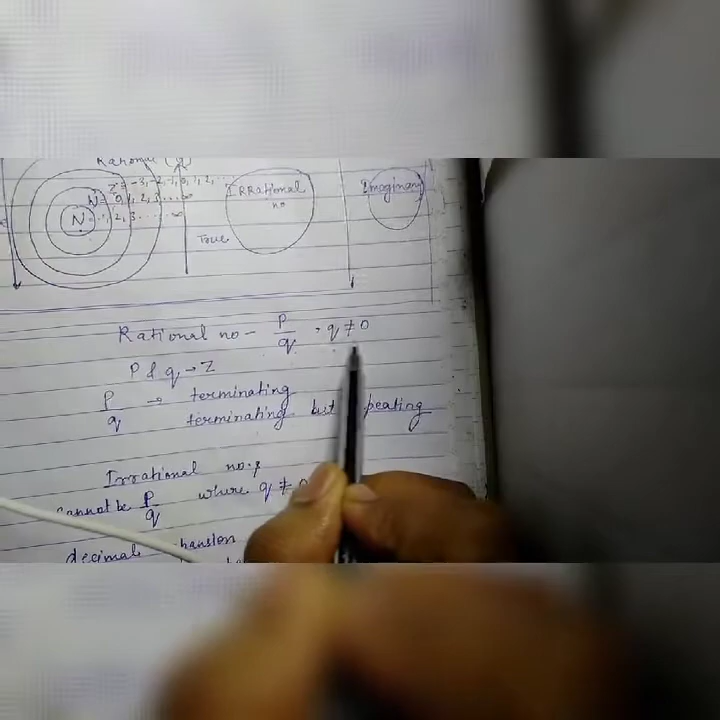 Rational (q)
Z = -3, -2, -1, 0, 1, 2, ...
IRRational
Imaginary
W = 0, 1, 2, 3 ..... ∞
no
N = 1, 2, 3 .... ∞
True
Rational no - P/q , q ≠ 0
P & q → Z
P/q → terminating
terminating but peating
Irrational no.
cannot be P/q where q ≠ 0
decimal